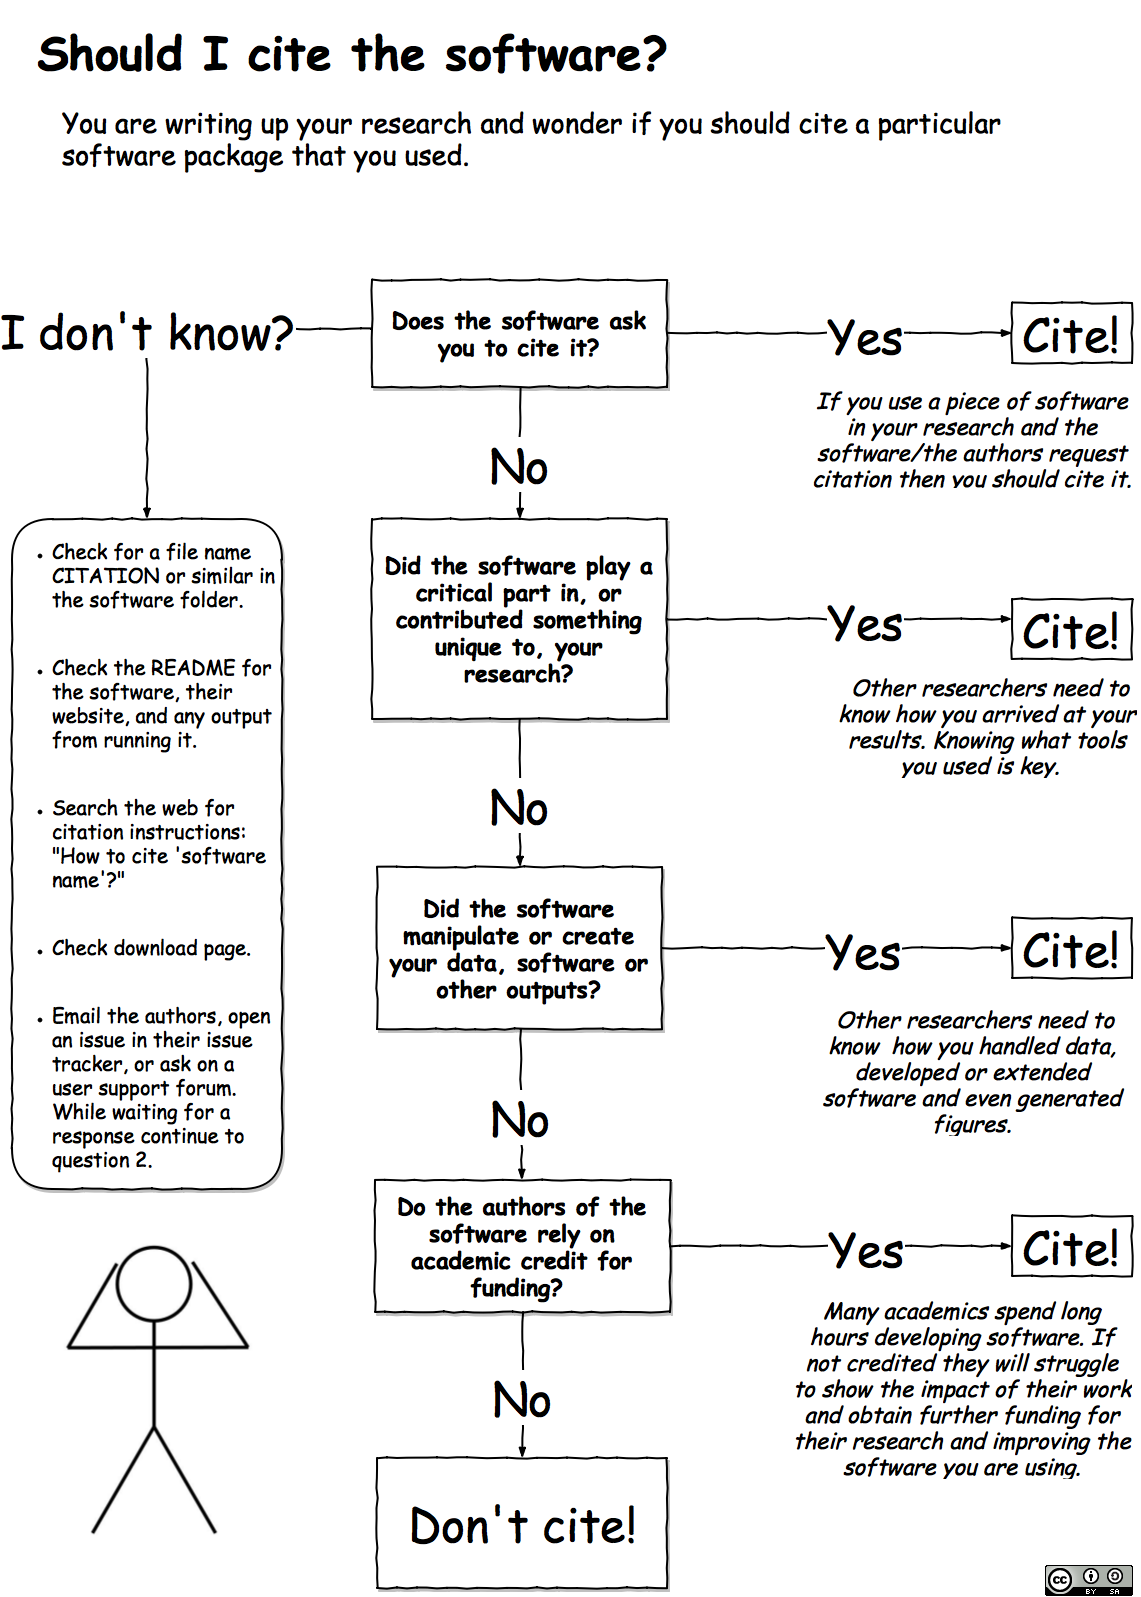 Should I cite the software?
You are writing up your research and wonder if you should cite a particular
software package that you used.
I don't know?
Does the software ask
you to cite it?
Yes
Cite!
If you use a piece of software
in your research and the
software/the authors request
citation then you should cite it.
No
• Check for a file name
CITATION or similar in
the software folder.
• Check the README for
the software, their
website, and any output
from running it.
• Search the web for
citation instructions:
"How to cite 'software
name'?"
• Check download page.
• Email the authors, open
an issue in their issue
tracker, or ask on a
user support forum.
While waiting for a
response continue to
question 2.
Did the software play a
critical part in, or
contributed something
unique to, your
research?
Yes
Cite!
Other researchers need to
know how you arrived at your
results. Knowing what tools
you used is key.
No
Did the software
manipulate or create
your data, software or
other outputs?
Yes
Cite!
Other researchers need to
know  how you handled data,
developed or extended
software and even generated
figures.
No
Do the authors of the
software rely on
academic credit for
funding?
Yes
Cite!
Many academics spend long
hours developing software. If
not credited they will struggle
to show the impact of their work
and obtain further funding for
their research and improving the
software you are using.
No
Don't cite!
cc
BY SA